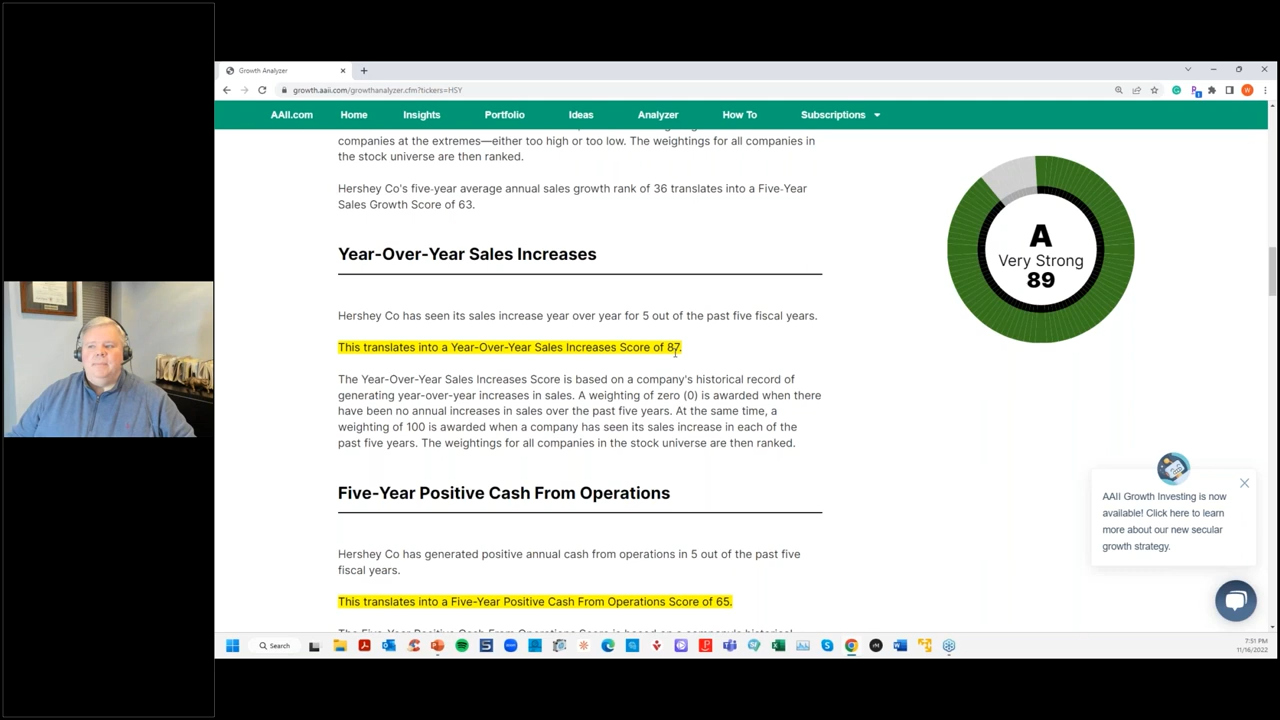 Growth Analyzer
growth.aaii.com/growthanalyzer.cfm?tickers=HSY
AAII.com Home Insights Portfolio Ideas Analyzer How To Subscriptions
companies at the extremes—either too high or too low. The weightings for all companies in
the stock universe are then ranked.
Hershey Co's five-year average annual sales growth rank of 36 translates into a Five-Year
Sales Growth Score of 63.
Year-Over-Year Sales Increases
Hershey Co has seen its sales increase year over year for 5 out of the past five fiscal years.
This translates into a Year-Over-Year Sales Increases Score of 87.
The Year-Over-Year Sales Increases Score is based on a company's historical record of
generating year-over-year increases in sales. A weighting of zero (0) is awarded when there
have been no annual increases in sales over the past five years. At the same time, a
weighting of 100 is awarded when a company has seen its sales increase in each of the
past five years. The weightings for all companies in the stock universe are then ranked.
Five-Year Positive Cash From Operations
Hershey Co has generated positive annual cash from operations in 5 out of the past five
fiscal years.
This translates into a Five-Year Positive Cash From Operations Score of 65.
A
Very Strong
89
AAII Growth Investing is now
available! Click here to learn
more about our new secular
growth strategy.
Search
7:51 PM
11/16/2022